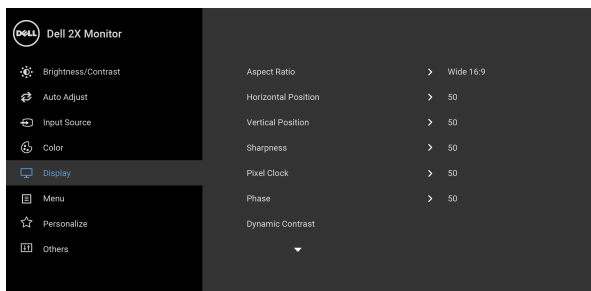 DELL Dell 2X Monitor
Brightness/Contrast
Auto Adjust
Input Source
Color
Display
Menu
Personalize
Others
Aspect Ratio Wide 16:9
Horizontal Position 50
Vertical Position 50
Sharpness 50
Pixel Clock 50
Phase 50
Dynamic Contrast